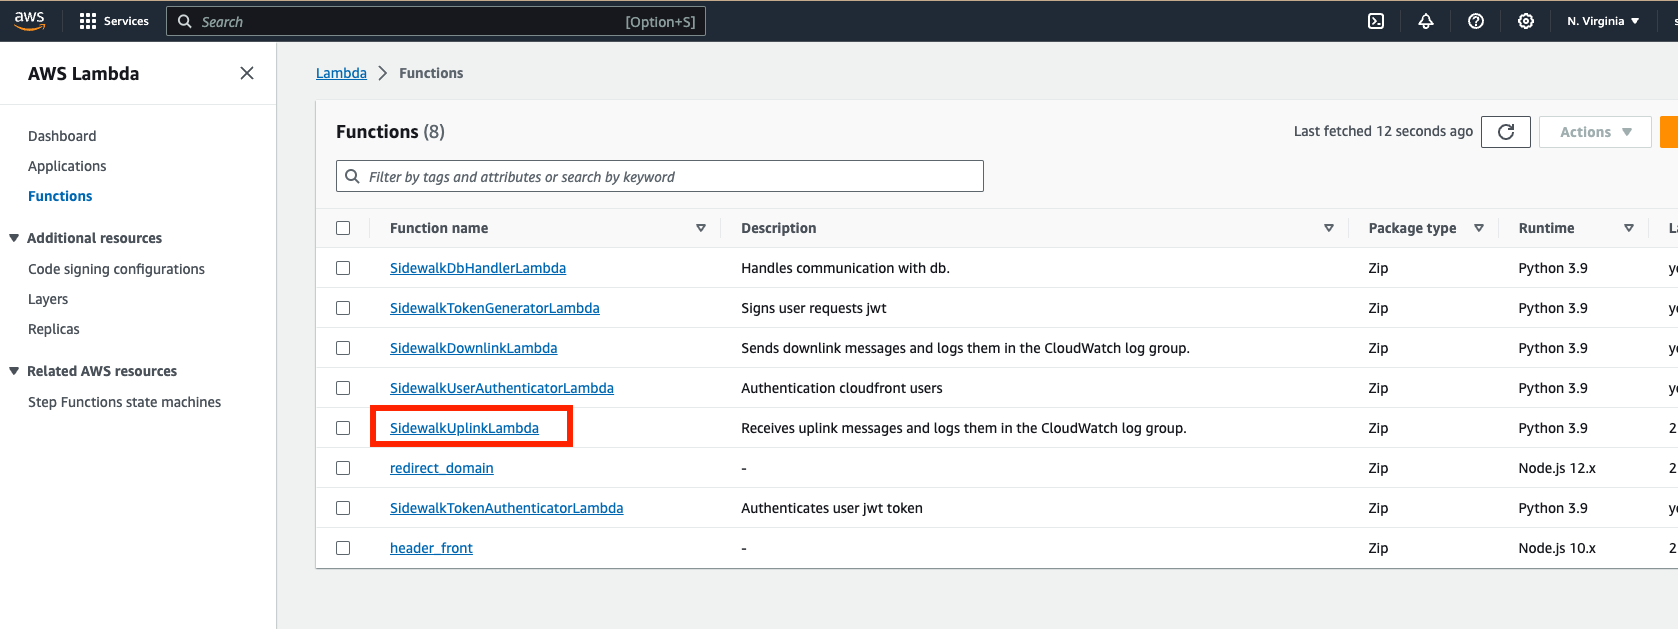 aws Services Search [Option+S] N. Virginia
AWS Lambda
Dashboard
Applications
Functions
Additional resources
Code signing configurations
Layers
Replicas
Related AWS resources
Step Functions state machines
Lambda Functions
Functions (8) Last fetched 12 seconds ago Actions
Filter by tags and attributes or search by keyword
Function name Description Package type Runtime
SidewalkDbHandlerLambda Handles communication with db. Zip Python 3.9
SidewalkTokenGeneratorLambda Signs user requests jwt Zip Python 3.9
SidewalkDownlinkLambda Sends downlink messages and logs them in the CloudWatch log group. Zip Python 3.9
SidewalkUserAuthenticatorLambda Authentication cloudfront users Zip Python 3.9
SidewalkUplinkLambda Receives uplink messages and logs them in the CloudWatch log group. Zip Python 3.9 2
redirect_domain - Zip Node.js 12.x 2
SidewalkTokenAuthenticatorLambda Authenticates user jwt token Zip Python 3.9
header_front - Zip Node.js 10.x 2